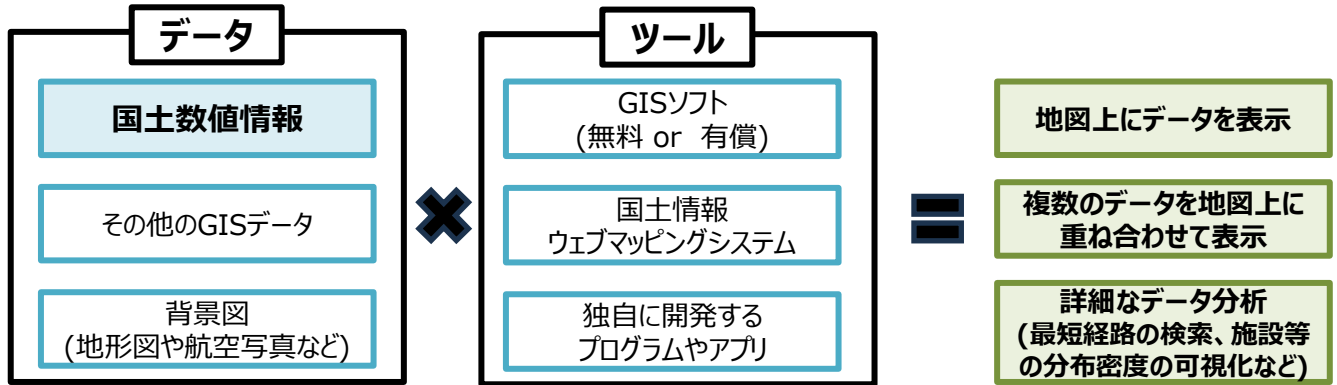 データ
国土数値情報
その他のGISデータ
背景図
(地形図や航空写真など)
ツール
GISソフト
(無料 or 有償)
国土情報
ウェブマッピングシステム
独自に開発する
プログラムやアプリ
地図上にデータを表示
複数のデータを地図上に
重ね合わせて表示
詳細なデータ分析
(最短経路の検索、施設等
の分布密度の可視化など)